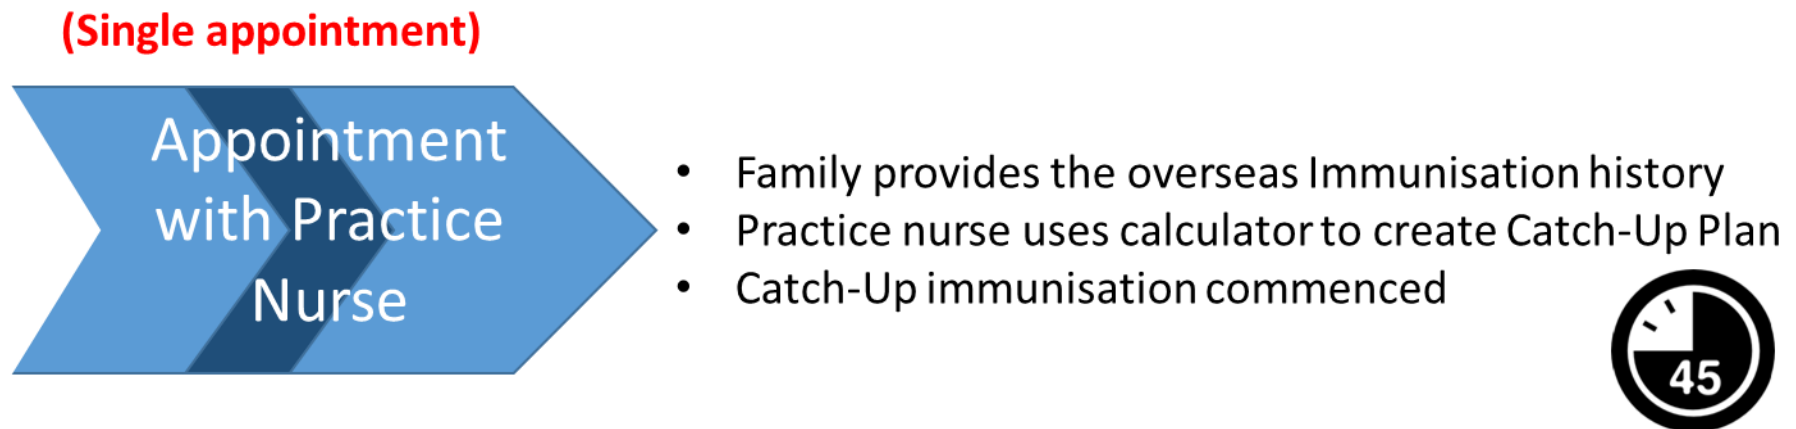 (Single appointment)
Appointment
with Practice
Nurse
• Family provides the overseas Immunisation history
• Practice nurse uses calculator to create Catch-Up Plan
• Catch-Up immunisation commenced
45